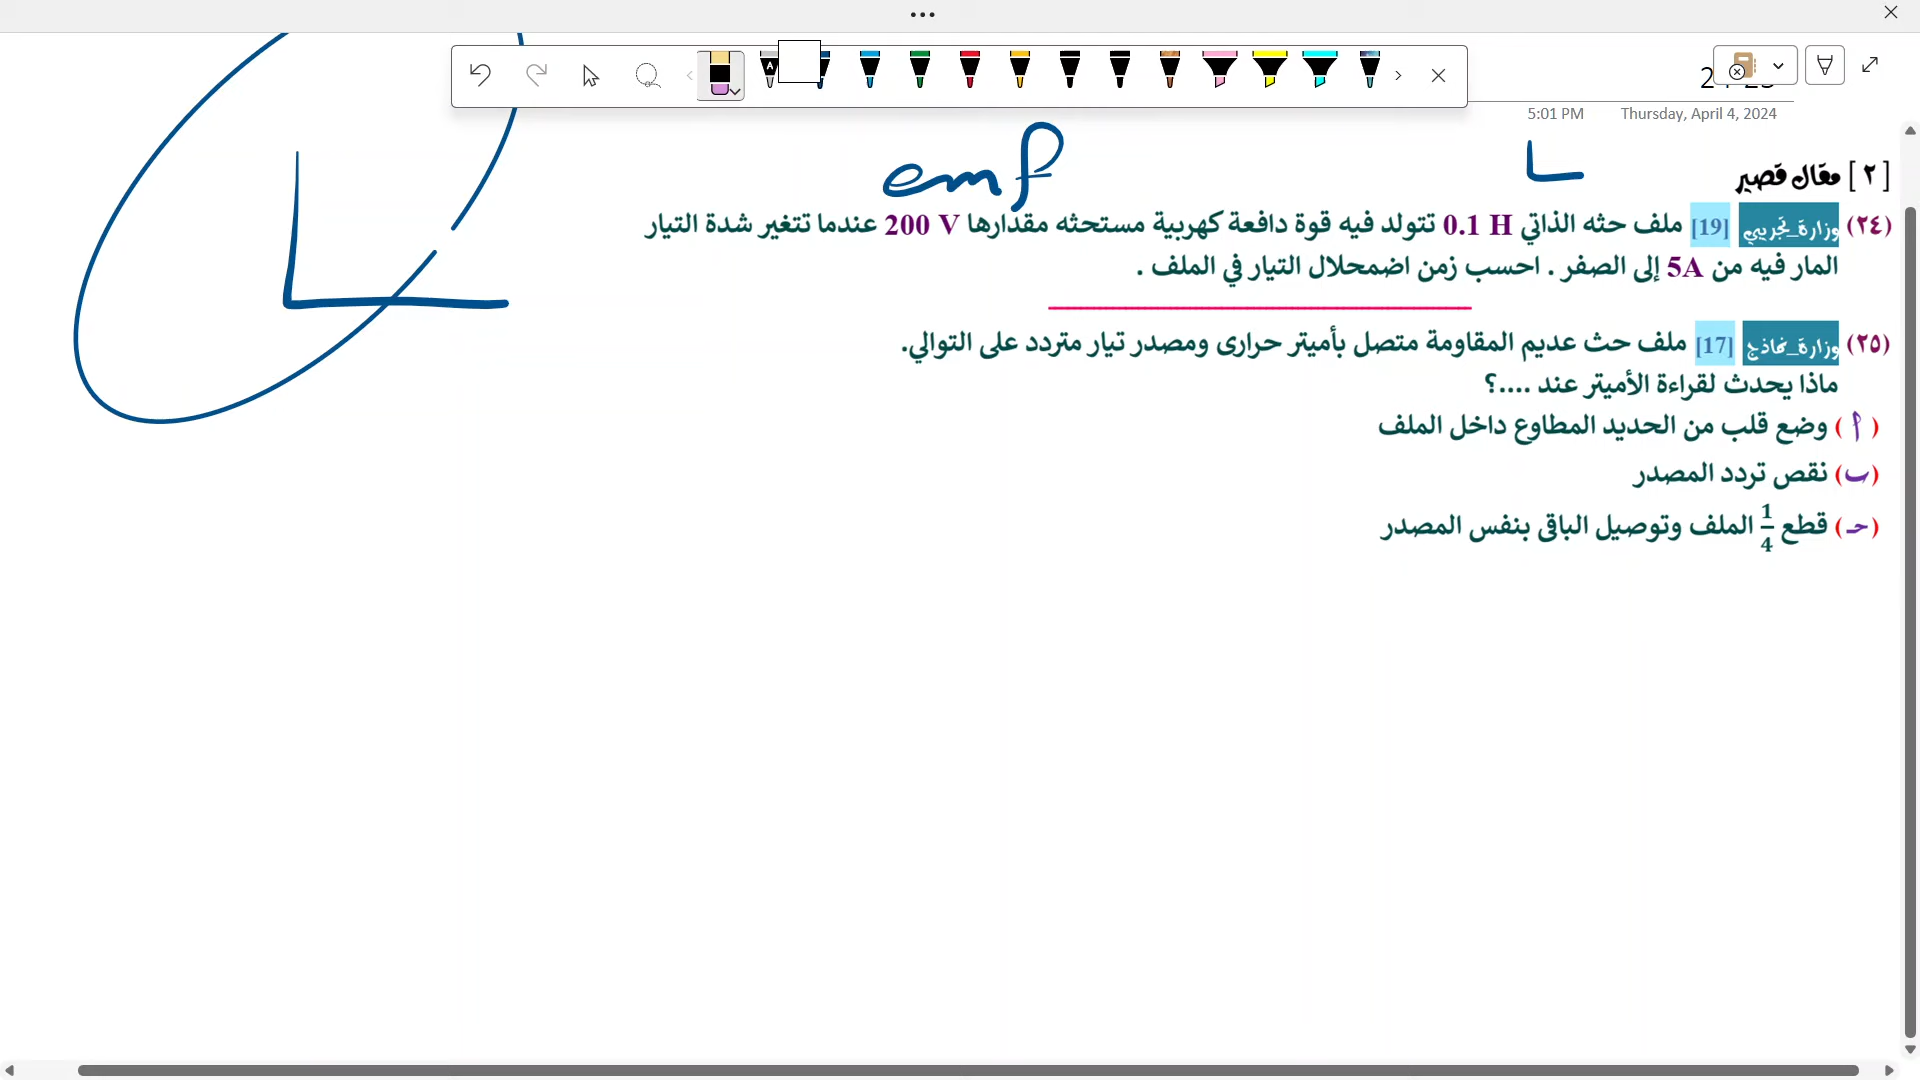 5:01 PM Thursday, April 4, 2024
emf
L
L
[ ٢ ] مقال قصير
(٢٤) وزارة_تجريبي [19] ملف حثه الذاتي 0.1 H تتولد فيه قوة دافعة كهربية مستحثه مقدارها 200 V عندما تتغير شدة التيار
المار فيه من 5A إلى الصفر . احسب زمن اضمحلال التيار في الملف .
(٢٥) وزارة_نماذج [17] ملف حث عديم المقاومة متصل بأميتر حرارى ومصدر تيار متردد على التوالي.
ماذا يحدث لقراءة الأميتر عند ....؟
( أ ) وضع قلب من الحديد المطاوع داخل الملف
(ب) نقص تردد المصدر
(حـ) قطع 1/4 الملف وتوصيل الباقى بنفس المصدر